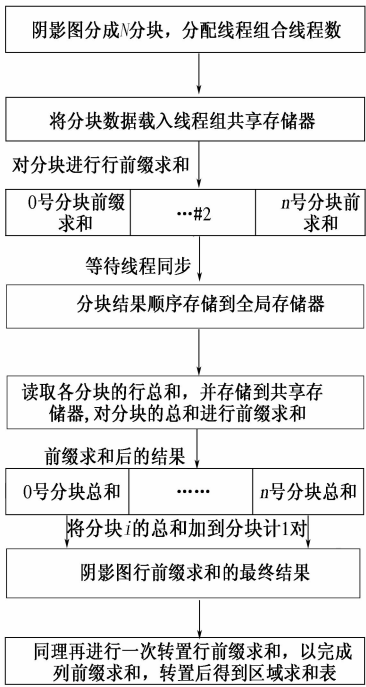 阴影图分成N分块，分配线程组合线程数
将分块数据载入线程组共享存储器
对分块进行行前缀求和
0号分块前缀
求和
…#2
n号分块前
求和
等待线程同步
分块结果顺序存储到全局存储器
读取各分块的行总和，并存储到共享存
储器,对分块的总和进行前缀求和
前缀求和后的结果
0号分块总和
……
n号分块总和
将分块i的总和加到分块计1对
阴影图行前缀求和的最终结果
同理再进行一次转置行前缀求和，以完成
列前缀求和，转置后得到区域求和表